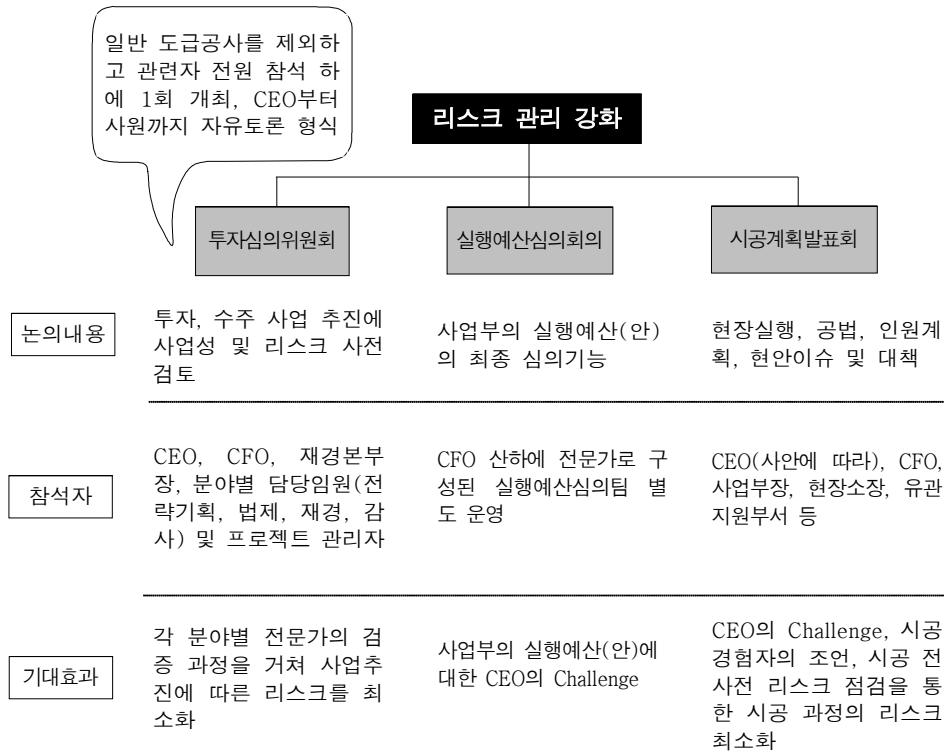 일반 도급공사를 제외하
고 관련자 전원 참석 하
에 1회 개최, CEO부터
사원까지 자유토론 형식
리스크 관리 강화
투자심의위원회
실행예산심의회의
시공계획발표회
논의내용
투자, 수주 사업 추진에
사업성 및 리스크 사전
검토
사업부의 실행예산(안)
의 최종 심의기능
현장실행, 공법, 인원계
획, 현안이슈 및 대책
참석자
CEO, CFO, 재경본부
장, 분야별 담당임원(전
략기획, 법제, 재경, 감
사) 및 프로젝트 관리자
CFO 산하에 전문가로 구
성된 실행예산심의팀 별
도 운영
CEO(사안에 따라), CFO,
사업부장, 현장소장, 유관
지원부서 등
기대효과
각 분야별 전문가의 검
증 과정을 거쳐 사업추
진에 따른 리스크를 최
소화
사업부의 실행예산(안)에
대한 CEO의 Challenge
CEO의 Challenge, 시공
경험자의 조언, 시공 전
사전 리스크 점검을 통
한 시공 과정의 리스크
최소화